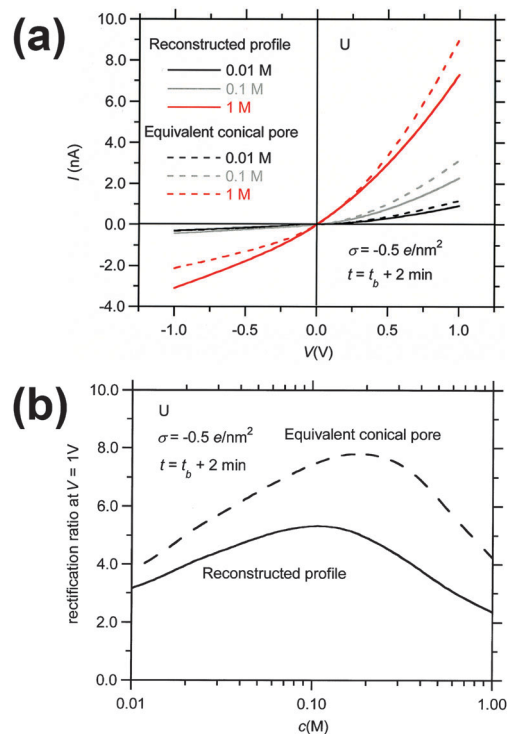 (a)
10.0
8.0
6.0
4.0
2.0
0.0
-2.0
-4.0
I (nA)
Reconstructed profile
0.01 M
0.1 M
1 M
Equivalent conical pore
0.01 M
0.1 M
1 M
U
σ = -0.5 e/nm²
t = t_b + 2 min
-1.0 -0.5 0.0 0.5 1.0
V(V)
(b)
10.0
8.0
6.0
4.0
2.0
0.0
rectification ratio at V = 1V
U
σ = -0.5 e/nm²
t = t_b + 2 min
Equivalent conical pore
Reconstructed profile
0.01 0.10 1.00
c(M)